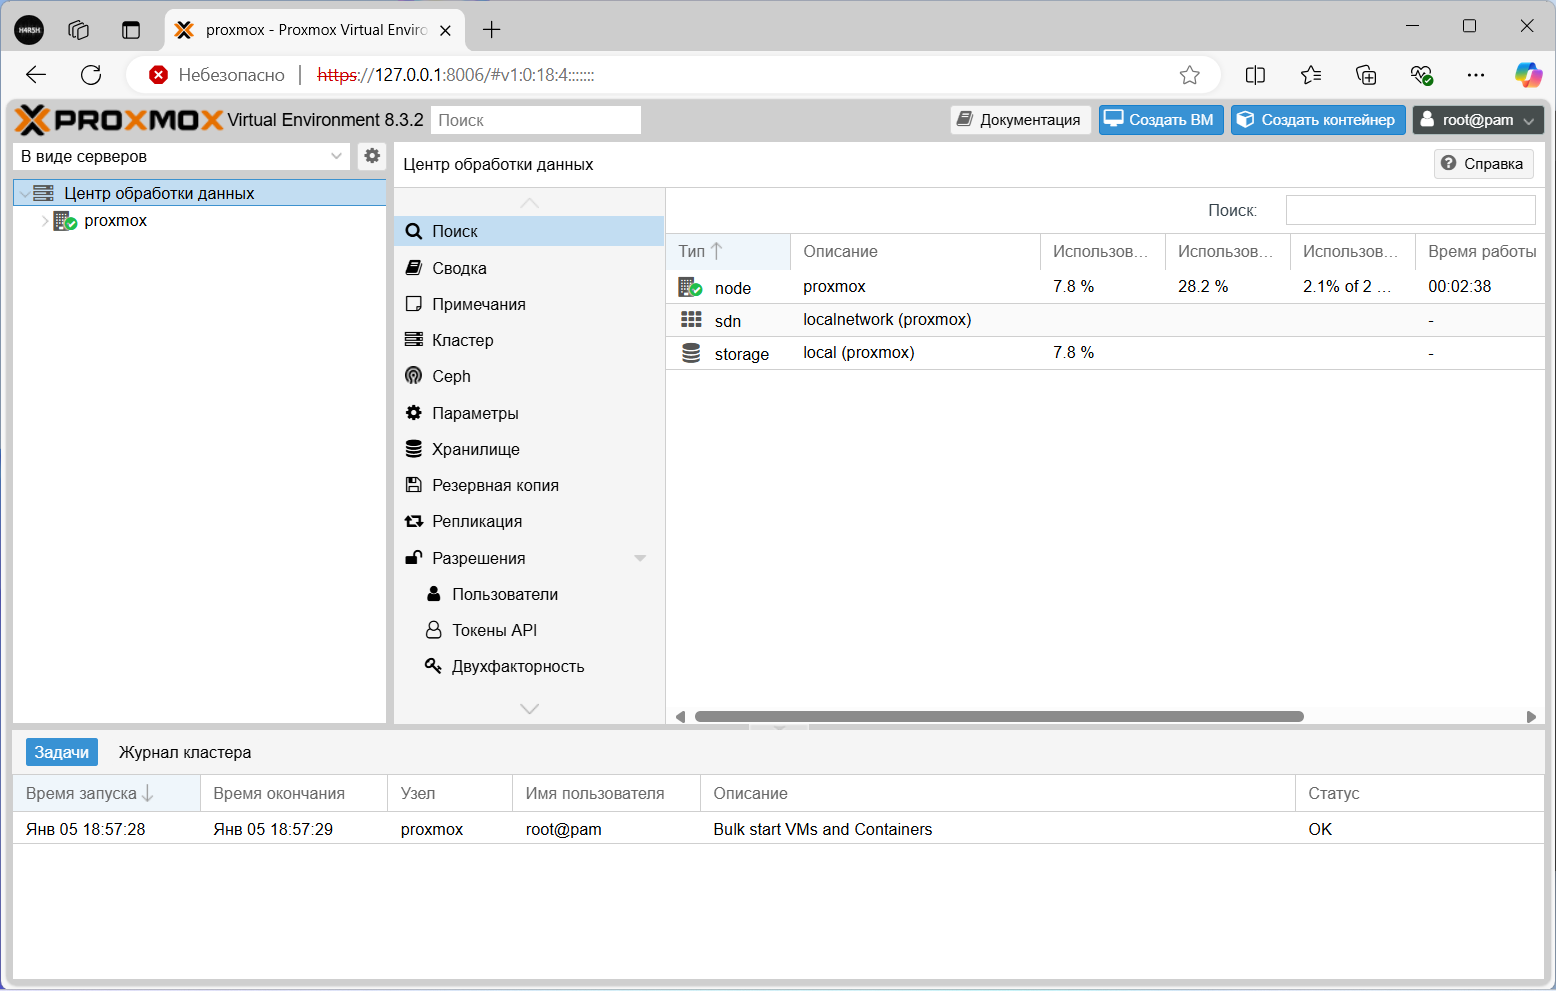 HARSH
proxmox - Proxmox Virtual Enviro
Небезопасно
https://127.0.0.1:8006/#v1:0:18:4:::::::
PROXMOX Virtual Environment 8.3.2
Поиск
Документация
Создать ВМ
Создать контейнер
root@pam
В виде серверов
Центр обработки данных
Справка
Центр обработки данных
proxmox
Поиск
Сводка
Примечания
Кластер
Ceph
Параметры
Хранилище
Резервная копия
Репликация
Разрешения
Пользователи
Токены API
Двухфакторность
Поиск:
Тип Описание Использов... Использов... Использов... Время работы
node proxmox 7.8 % 28.2 % 2.1% of 2 ... 00:02:38
sdn localnetwork (proxmox) -
storage local (proxmox) 7.8 % -
Задачи Журнал кластера
Время запуска Время окончания Узел Имя пользователя Описание Статус
Янв 05 18:57:28 Янв 05 18:57:29 proxmox root@pam Bulk start VMs and Containers OK